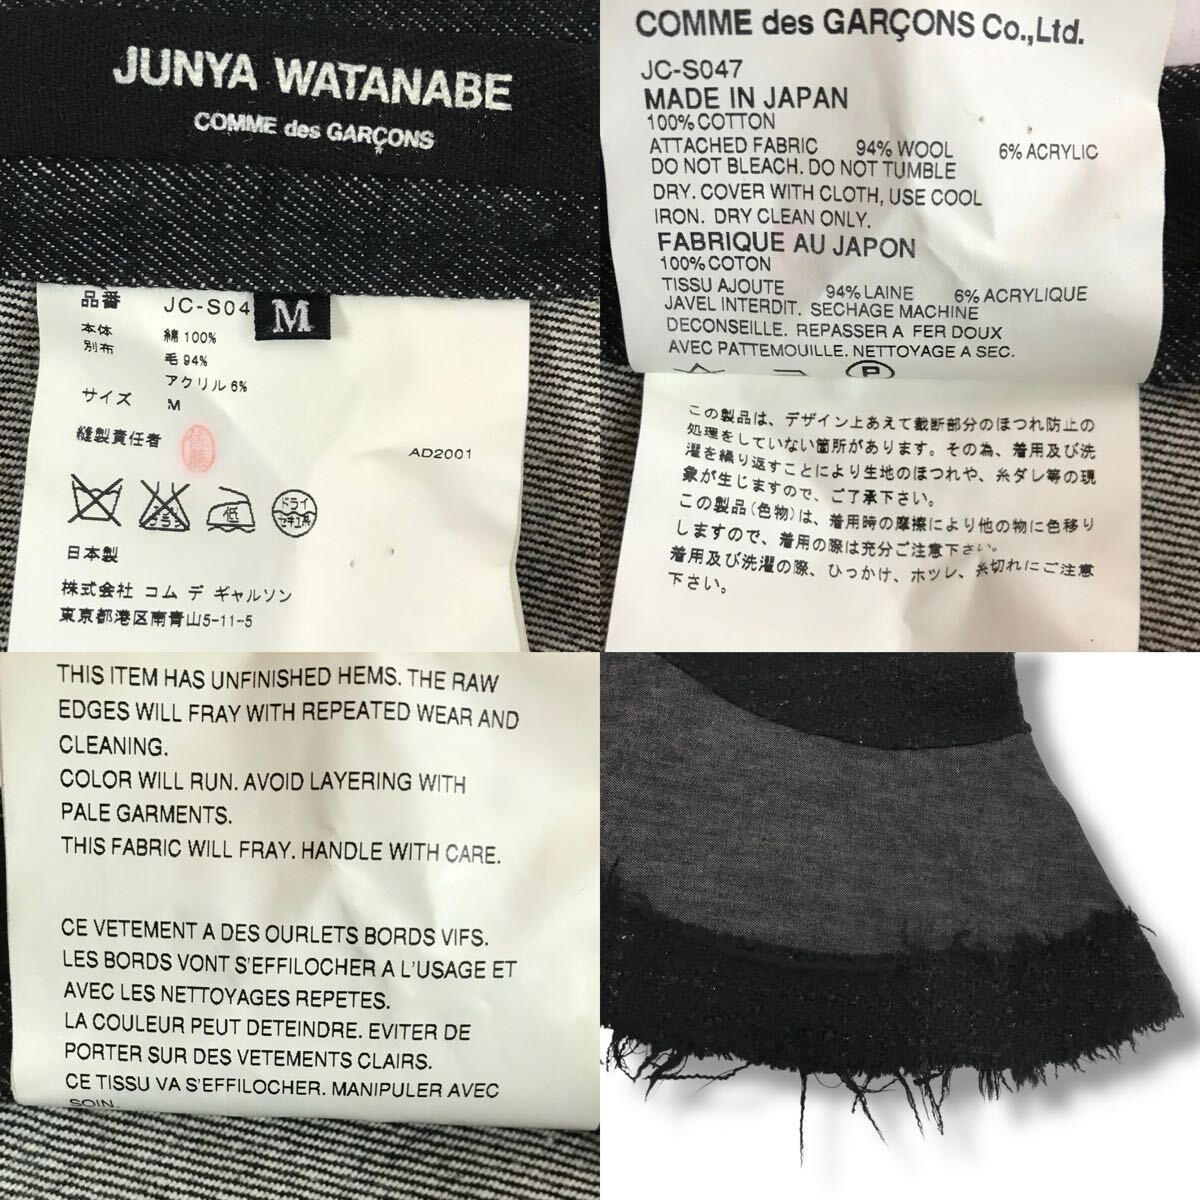 JUNYA WATANABE
COMME des GARÇONS
品番 JC-S04
M
本体 綿 100%
別布 毛 94%
アクリル 6%
サイズ M
縫製責任者 佐藤
AD2001
低
ドライ
セキユ系
日本製
株式会社 コム デ ギャルソン
東京都港区南青山5-11-5
COMME des GARÇONS Co.,Ltd.
JC-S047
MADE IN JAPAN
100% COTTON
ATTACHED FABRIC 94% WOOL 6% ACRYLIC
DO NOT BLEACH. DO NOT TUMBLE
DRY. COVER WITH CLOTH, USE COOL
IRON. DRY CLEAN ONLY.
FABRIQUE AU JAPON
100% COTON
TISSU AJOUTE 94% LAINE 6% ACRYLIQUE
JAVEL INTERDIT. SECHAGE MACHINE
DECONSEILLE. REPASSER A FER DOUX
AVEC PATTEMOUILLE. NETTOYAGE A SEC.
P
この製品は、デザイン上あえて裁断部分のほつれ防止の
処理をしていない箇所があります。その為、着用及び洗
濯を繰り返すことにより生地のほつれや、糸ダレ等の現
象が生じますので、ご了承下さい。
この製品(色物)は、着用時の摩擦により他の物に色移り
しますので、着用の際は充分ご注意下さい。
着用及び洗濯の際、ひっかけ、ホツレ、糸切れにご注意
下さい。
THIS ITEM HAS UNFINISHED HEMS. THE RAW
EDGES WILL FRAY WITH REPEATED WEAR AND
CLEANING.
COLOR WILL RUN. AVOID LAYERING WITH
PALE GARMENTS.
THIS FABRIC WILL FRAY. HANDLE WITH CARE.
CE VETEMENT A DES OURLETS BORDS VIFS.
LES BORDS VONT S'EFFILOCHER A L'USAGE ET
AVEC LES NETTOYAGES REPETES.
LA COULEUR PEUT DETEINDRE. EVITER DE
PORTER SUR DES VETEMENTS CLAIRS.
CE TISSU VA S'EFFILOCHER. MANIPULER AVEC
SOIN.